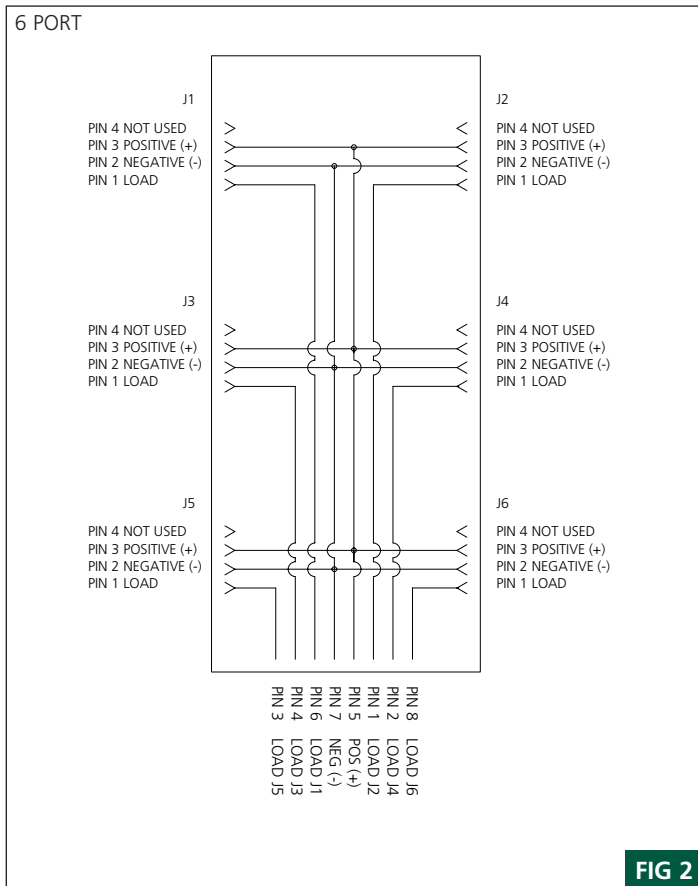 6 PORT
J1
PIN 4 NOT USED
PIN 3 POSITIVE (+)
PIN 2 NEGATIVE (-)
PIN 1 LOAD
J2
PIN 4 NOT USED
PIN 3 POSITIVE (+)
PIN 2 NEGATIVE (-)
PIN 1 LOAD
J3
PIN 4 NOT USED
PIN 3 POSITIVE (+)
PIN 2 NEGATIVE (-)
PIN 1 LOAD
J4
PIN 4 NOT USED
PIN 3 POSITIVE (+)
PIN 2 NEGATIVE (-)
PIN 1 LOAD
J5
PIN 4 NOT USED
PIN 3 POSITIVE (+)
PIN 2 NEGATIVE (-)
PIN 1 LOAD
J6
PIN 4 NOT USED
PIN 3 POSITIVE (+)
PIN 2 NEGATIVE (-)
PIN 1 LOAD
PIN 3 LOAD J5
PIN 4 LOAD J3
PIN 6 LOAD J1
PIN 7 NEG (-)
PIN 5 POS (+)
PIN 1 LOAD J2
PIN 2 LOAD J4
PIN 8 LOAD J6
FIG 2